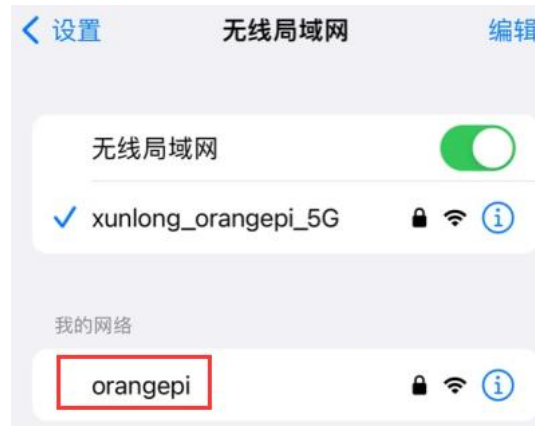 设置 无线局域网 编辑
无线局域网
xunlong_orangepi_5G
我的网络
orangepi